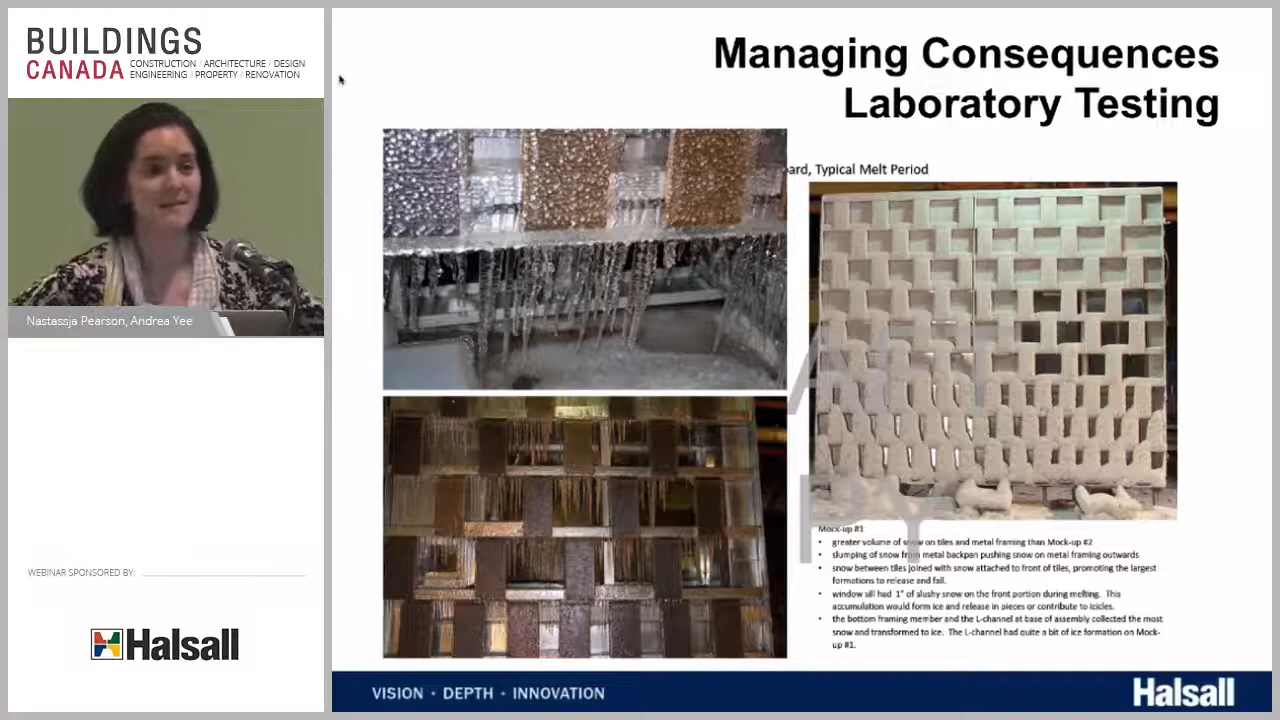 BUILDINGS
CANADA CONSTRUCTION / ARCHITECTURE / DESIGN
ENGINEERING / PROPERTY / RENOVATION
Nastassja Pearson, Andrea Yee
WEBINAR SPONSORED BY:
Halsall
Managing Consequences
Laboratory Testing
ard, Typical Melt Period
Mock-up #1
• greater volume of snow on tiles and metal framing than Mock-up #2
• slumping of snow from metal backpan pushing snow on metal framing outwards
• snow between tiles joined with snow attached to front of tiles, promoting the largest
formations to release and fall.
• window sill had 1" of slushy snow on the front portion during melting. This
accumulation would form ice and release in pieces or contribute to icicles.
• the bottom framing member and the L-channel at base of assembly collected the most
snow and transformed to ice. The L-channel had quite a bit of ice formation on Mock-
up #1.
VISION • DEPTH • INNOVATION
Halsall